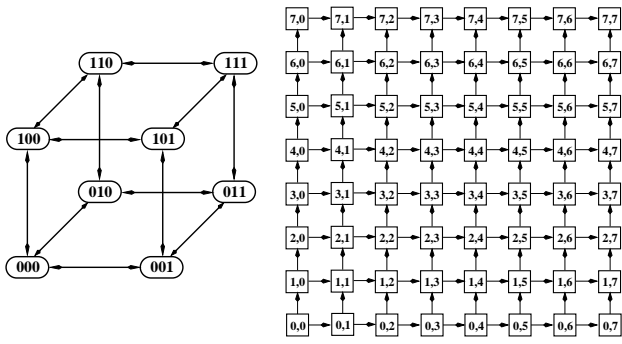 110 111
100 101
010 011
000 001
7,0 7,1 7,2 7,3 7,4 7,5 7,6 7,7
6,0 6,1 6,2 6,3 6,4 6,5 6,6 6,7
5,0 5,1 5,2 5,3 5,4 5,5 5,6 5,7
4,0 4,1 4,2 4,3 4,4 4,5 4,6 4,7
3,0 3,1 3,2 3,3 3,4 3,5 3,6 3,7
2,0 2,1 2,2 2,3 2,4 2,5 2,6 2,7
1,0 1,1 1,2 1,3 1,4 1,5 1,6 1,7
0,0 0,1 0,2 0,3 0,4 0,5 0,6 0,7